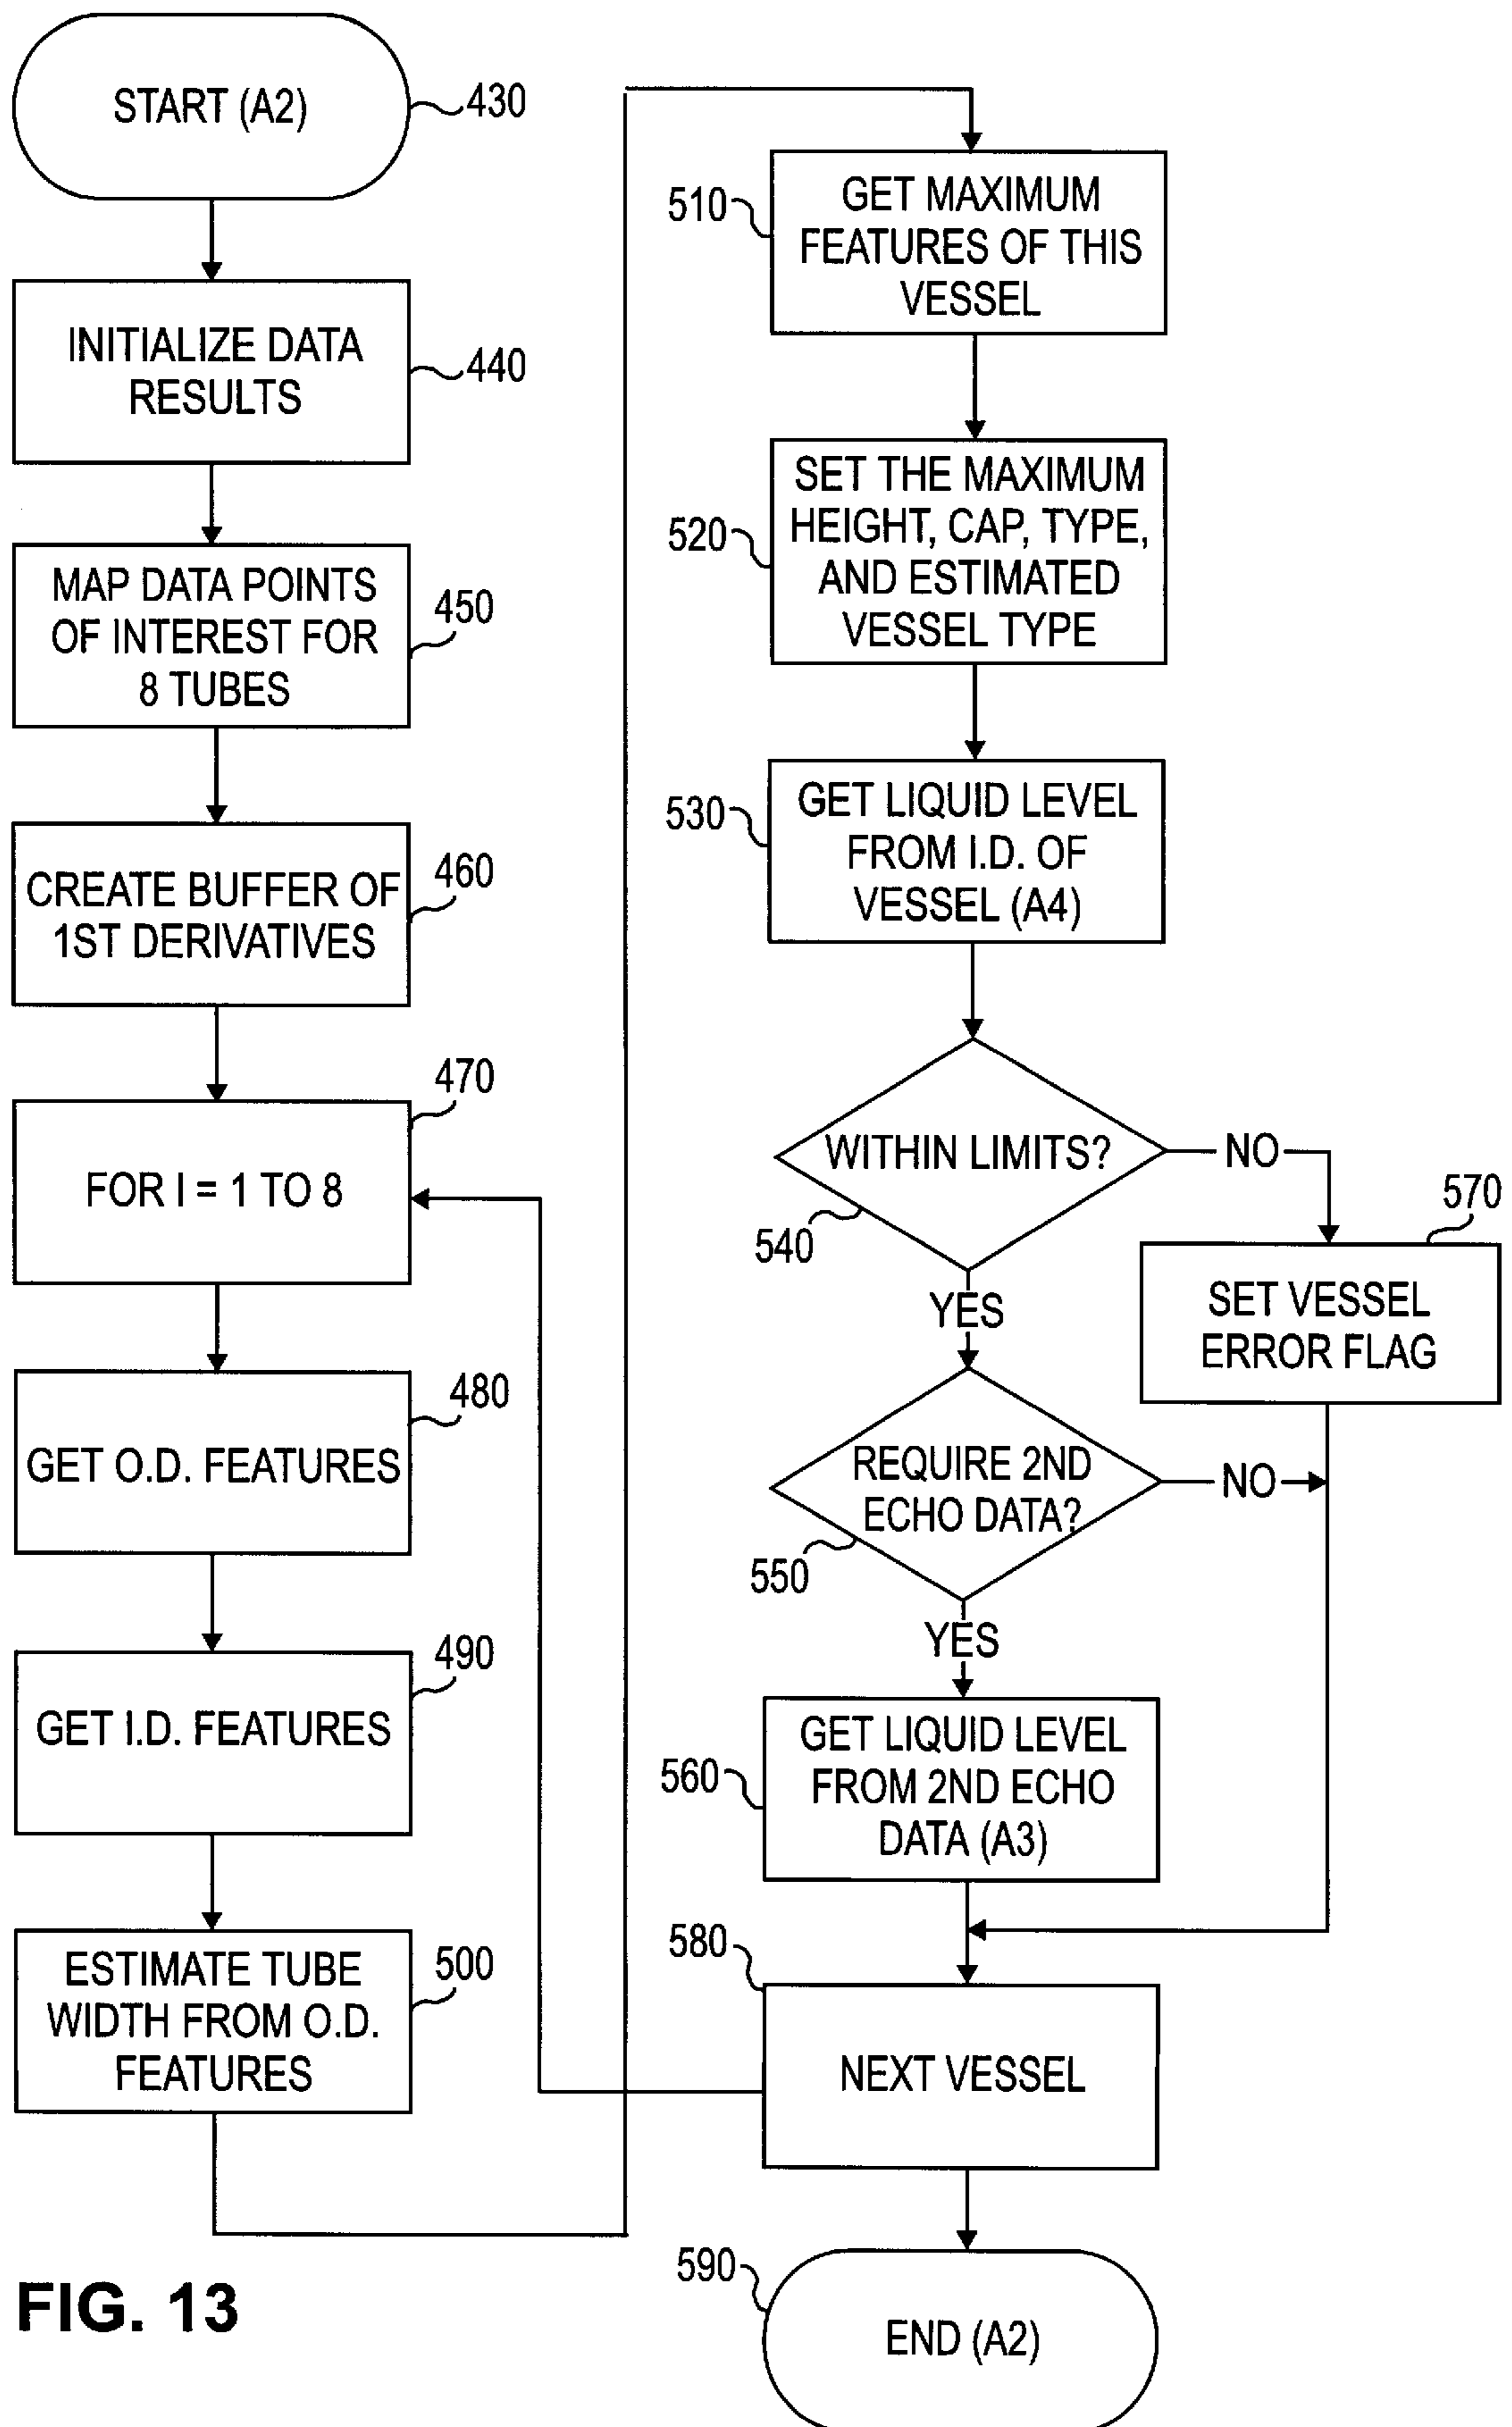 START (A2)
430
INITIALIZE DATA
RESULTS
440
MAP DATA POINTS
OF INTEREST FOR
8 TUBES
450
CREATE BUFFER OF
1ST DERIVATIVES
460
FOR I = 1 TO 8
470
GET O.D. FEATURES
480
GET I.D. FEATURES
490
ESTIMATE TUBE
WIDTH FROM O.D.
FEATURES
500
510
GET MAXIMUM
FEATURES OF THIS
VESSEL
520
SET THE MAXIMUM
HEIGHT, CAP, TYPE,
AND ESTIMATED
VESSEL TYPE
530
GET LIQUID LEVEL
FROM I.D. OF
VESSEL (A4)
WITHIN LIMITS?
NO
540
YES
570
SET VESSEL
ERROR FLAG
REQUIRE 2ND
ECHO DATA?
NO
550
YES
560
GET LIQUID LEVEL
FROM 2ND ECHO
DATA (A3)
580
NEXT VESSEL
590
END (A2)
FIG. 13